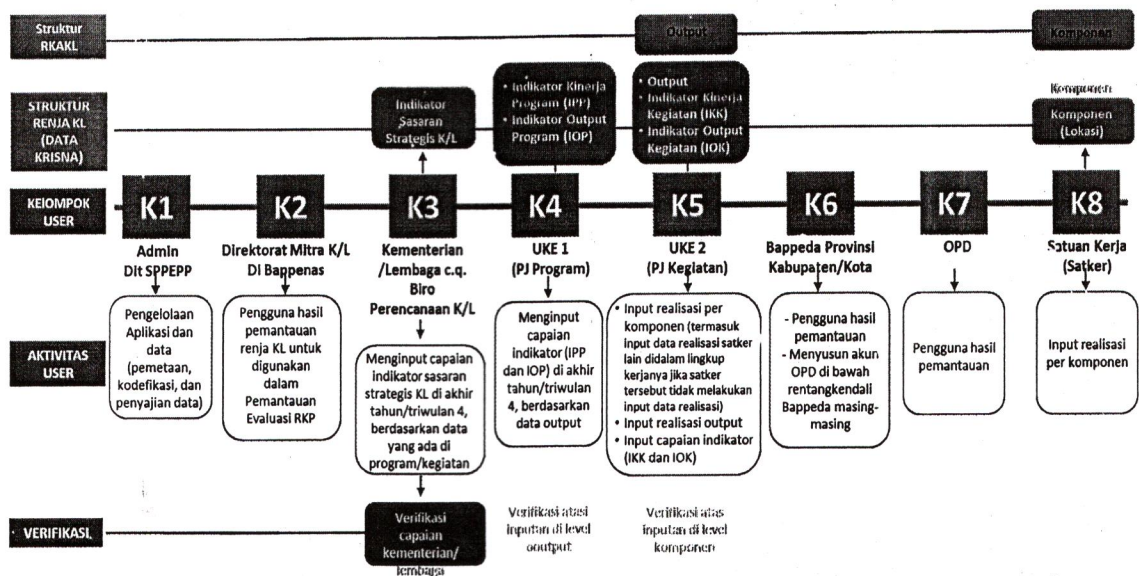 Struktur
RKAKL
Output
Komponen
STRUKTUR
RENJA KL
(DATA
KRISNA)
Indikator
Sasaran
Strategis K/L
• Indikator Kinerja
Program (IPP)
• Indikator Output
Program (IOP)
• Output
• Indikator Kinerja
Kegiatan (IKK)
• Indikator Output
Kegiatan (IOK)
Komponen
Komponen
(Lokasi)
KELOMPOK
USER
K1
K2
K3
K4
K5
K6
K7
K8
Admin
Dit SPPEPP
Direktorat Mitra K/L
Di Bappenas
Kementerian
/Lembaga c.q.
Biro
Perencanaan K/L
UKE 1
(PJ Program)
UKE 2
(PJ Kegiatan)
Bappeda Provinsi
Kabupaten/Kota
OPD
Satuan Kerja
(Satker)
AKTIVITAS
USER
Pengelolaan
Aplikasi dan
data
(pemetaan,
kodefikasi, dan
penyajian data)
Pengguna hasil
pemantauan
renja KL untuk
digunakan
dalam
Pemantauan
Evaluasi RKP
Menginput capaian
indikator sasaran
strategis KL di akhir
tahun/triwulan 4,
berdasarkan data
yang ada di
program/kegiatan
Menginput
capaian
indikator (IPP
dan IOP) di akhir
tahun/triwulan
4, berdasarkan
data output
• Input realisasi per
komponen (termasuk
input data realisasi satker
lain didalam lingkup
kerjanya jika satker
tersebut tidak melakukan
input data realisasi)
• Input realisasi output
• Input capaian indikator
(IKK dan IOK)
- Pengguna hasil
pemantauan
- Menyusun akun
OPD di bawah
rentangkendali
Bappeda masing-
masing
Pengguna hasil
pemantauan
Input realisasi
per komponen
VERIFIKASI
Verifikasi
capaian
kementerian/
lembaga
Verifikasi atasi
inputan di level
ooutput
Verifikasi atas
inputan di level
komponen